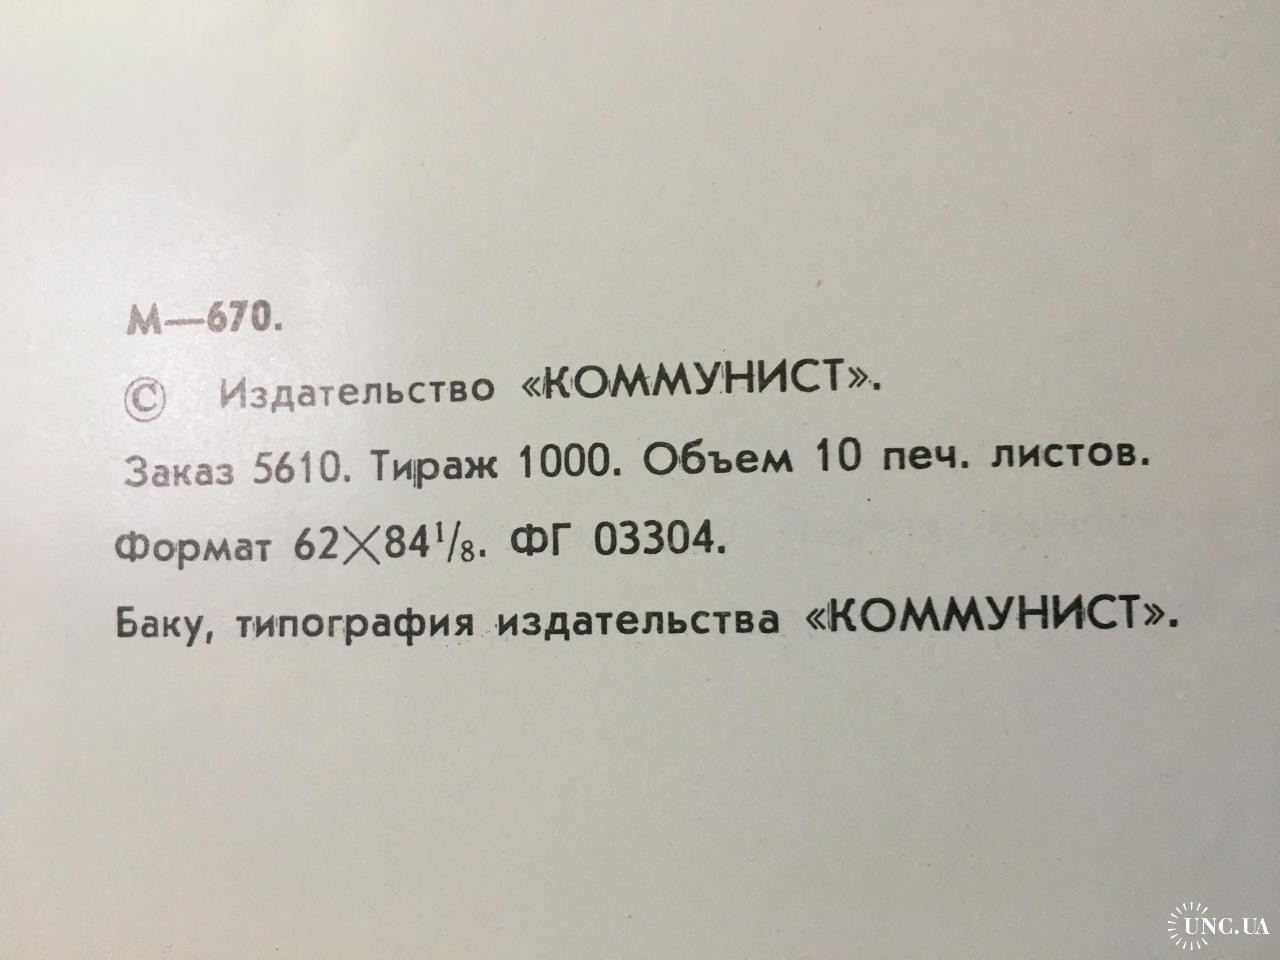 М—670.
© Издательство «КОММУНИСТ».
Заказ 5610. Тираж 1000. Объем 10 печ. листов.
Формат 62×84¹/₈. ФГ 03304.
Баку, типография издательства «КОММУНИСТ».
UNC.UA